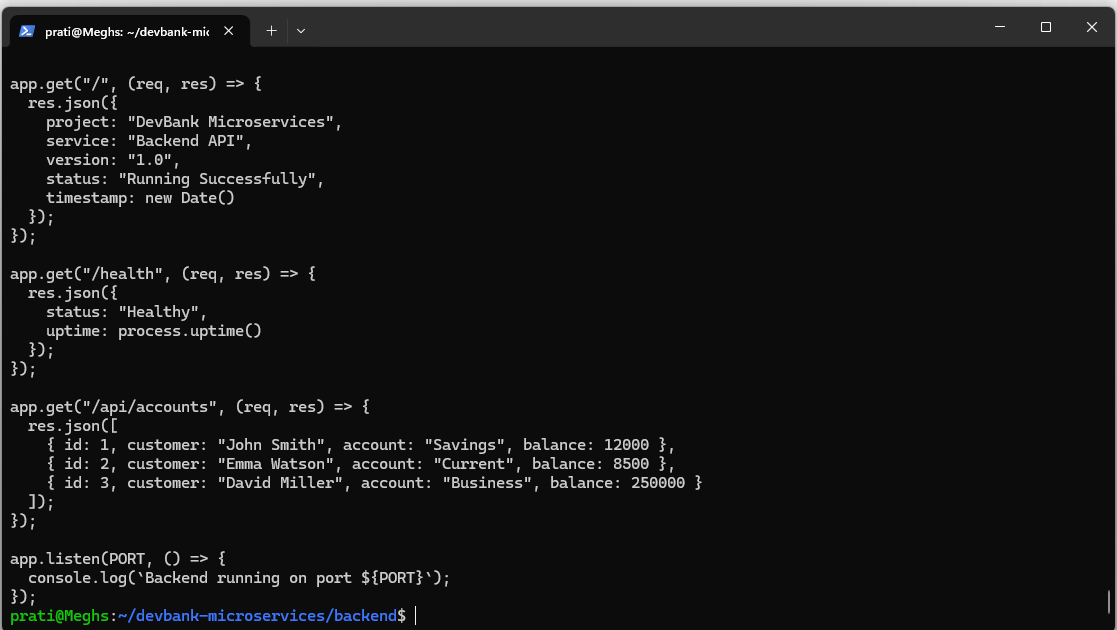 prati@Meghs: ~/devbank-mic
app.get("/", (req, res) => {
  res.json({
    project: "DevBank Microservices",
    service: "Backend API",
    version: "1.0",
    status: "Running Successfully",
    timestamp: new Date()
  });
});

app.get("/health", (req, res) => {
  res.json({
    status: "Healthy",
    uptime: process.uptime()
  });
});

app.get("/api/accounts", (req, res) => {
  res.json([
    { id: 1, customer: "John Smith", account: "Savings", balance: 12000 },
    { id: 2, customer: "Emma Watson", account: "Current", balance: 8500 },
    { id: 3, customer: "David Miller", account: "Business", balance: 250000 }
  ]);
});

app.listen(PORT, () => {
  console.log(`Backend running on port ${PORT}`);
});
prati@Meghs:~/devbank-microservices/backend$